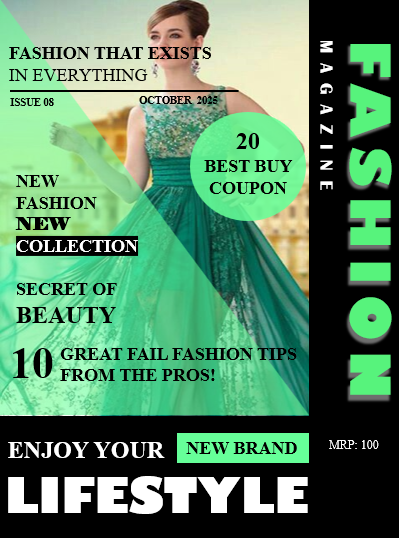 FASHION THAT EXISTS
IN EVERYTHING
ISSUE 08
OCTOBER 2025
20
BEST BUY
COUPON
NEW
FASHION
NEW
COLLECTION
SECRET OF
BEAUTY
10 GREAT FAIL FASHION TIPS
FROM THE PROS!
ENJOY YOUR
NEW BRAND
LIFESTYLE
MAGAZINE
FASHION
MRP: 100